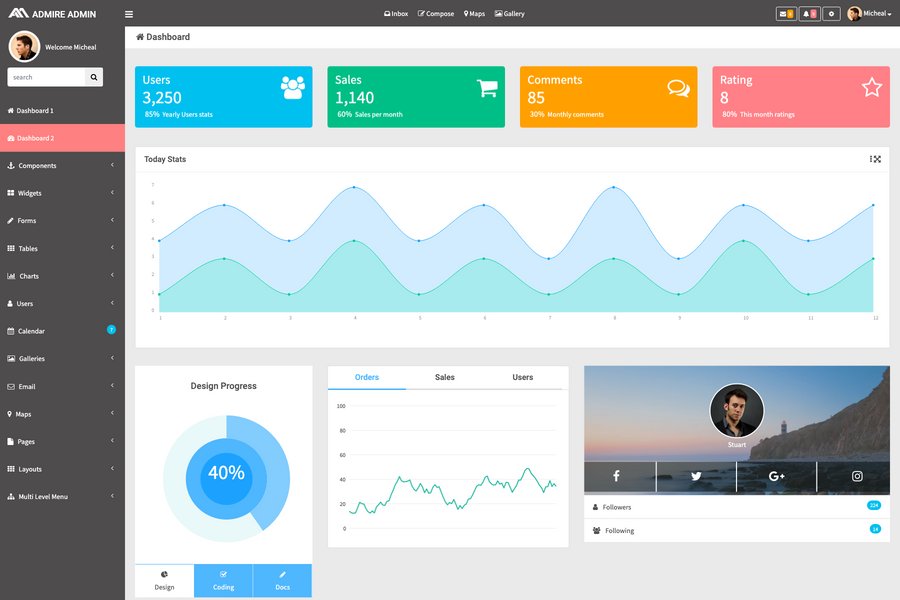 ADMIRE ADMIN
Inbox Compose Maps Gallery
Micheal
Welcome Micheal
search
Dashboard 1
Dashboard 2
Components
Widgets
Forms
Tables
Charts
Users
Calendar 7
Galleries
Email
Maps
Pages
Layouts
Multi Level Menu
Dashboard
Users
3,250
85% Yearly Users stats
Sales
1,140
60% Sales per month
Comments
85
30% Monthly comments
Rating
8
80% This month ratings
Today Stats
7
6
5
4
3
2
1
0
1 2 3 4 5 6 7 8 9 10 11 12
Design Progress
40%
Design Coding Docs
Orders Sales Users
100
80
60
40
20
0
Stuart
Followers 334
Following 14